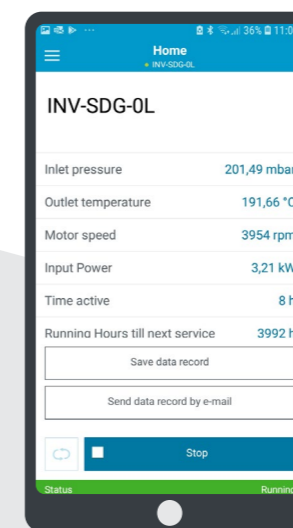 36% 11:0
Home
INV-SDG-0L
INV-SDG-0L
Inlet pressure 201,49 mbar
Outlet temperature 191,66 °C
Motor speed 3954 rpm
Input Power 3,21 kW
Time active 8 h
Running Hours till next service 3992 h
Save data record
Send data record by e-mail
Stop
Status Running